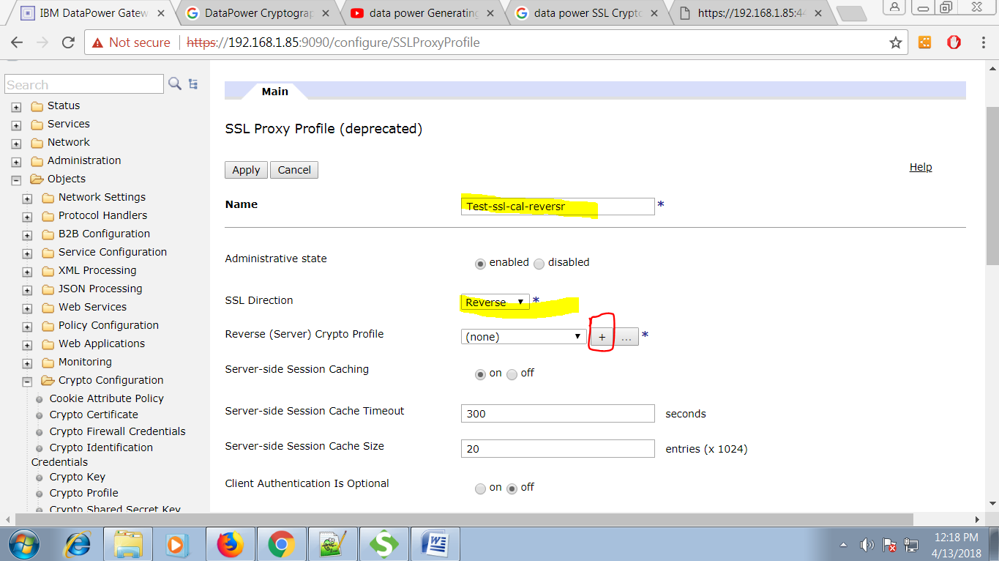 IBM DataPower Gatew
DataPower Cryptogra
data power Generating
data power SSL Crypto
https://192.168.1.85:44
Not secure https://192.168.1.85:9090/configure/SSLProxyProfile
Search
Status
Services
Network
Administration
Objects
Network Settings
Protocol Handlers
B2B Configuration
Service Configuration
XML Processing
JSON Processing
Web Services
Policy Configuration
Web Applications
Monitoring
Crypto Configuration
Cookie Attribute Policy
Crypto Certificate
Crypto Firewall Credentials
Crypto Identification
Credentials
Crypto Key
Crypto Profile
Crypto Shared Secret Key
Main
SSL Proxy Profile (deprecated)
Apply Cancel
Help
Name Test-ssl-cal-reversr *
Administrative state enabled disabled
SSL Direction Reverse *
Reverse (Server) Crypto Profile (none) + ... *
Server-side Session Caching on off
Server-side Session Cache Timeout 300 seconds
Server-side Session Cache Size 20 entries (x 1024)
Client Authentication Is Optional on off
12:18 PM
4/13/2018